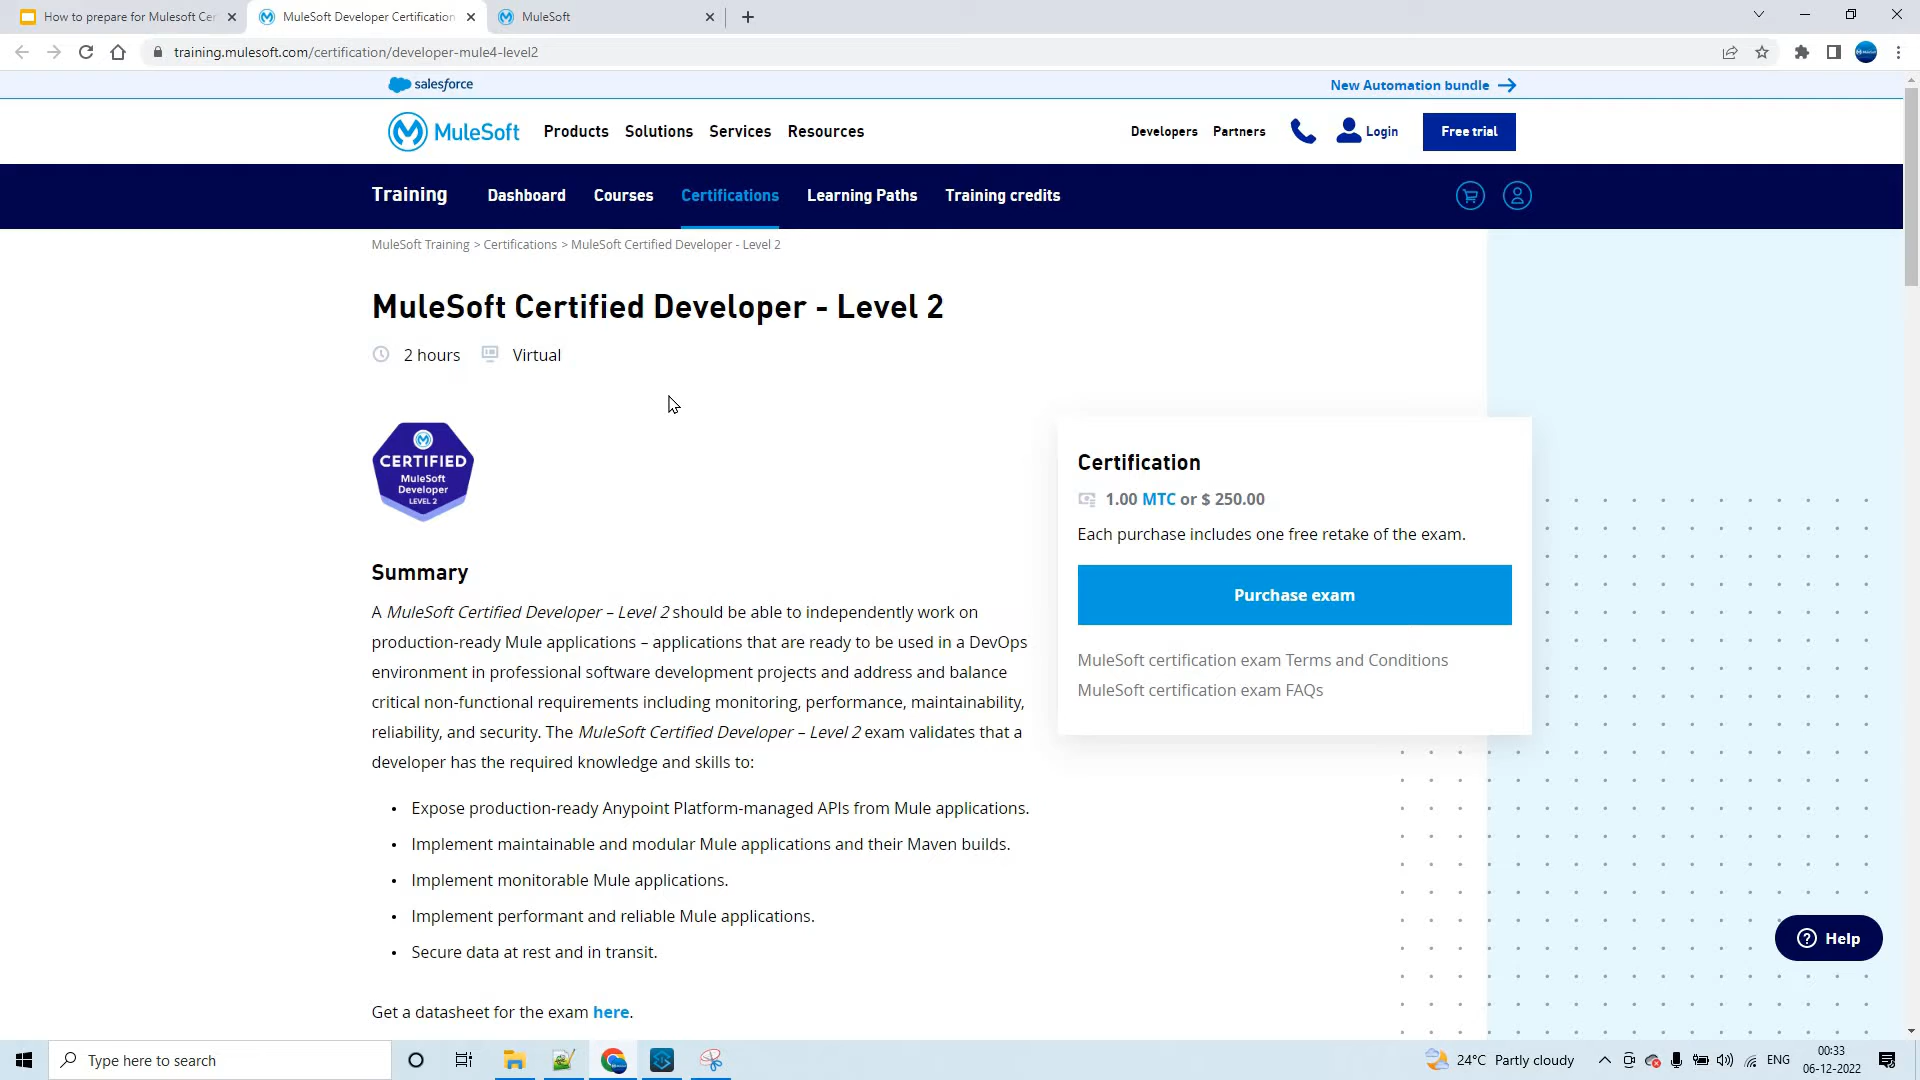 How to prepare for Mulesoft Cer
MuleSoft Developer Certification
MuleSoft
training.mulesoft.com/certification/developer-mule4-level2
salesforce
New Automation bundle
MuleSoft
Products
Solutions
Services
Resources
Developers
Partners
Login
Free trial
Training
Dashboard
Courses
Certifications
Learning Paths
Training credits
MuleSoft Training > Certifications > MuleSoft Certified Developer - Level 2
MuleSoft Certified Developer - Level 2
2 hours
Virtual
CERTIFIED
MuleSoft
Developer
LEVEL 2
Certification
1.00 MTC or $ 250.00
Each purchase includes one free retake of the exam.
Purchase exam
MuleSoft certification exam Terms and Conditions
MuleSoft certification exam FAQs
Summary
A MuleSoft Certified Developer – Level 2 should be able to independently work on
production-ready Mule applications – applications that are ready to be used in a DevOps
environment in professional software development projects and address and balance
critical non-functional requirements including monitoring, performance, maintainability,
reliability, and security. The MuleSoft Certified Developer – Level 2 exam validates that a
developer has the required knowledge and skills to:
• Expose production-ready Anypoint Platform-managed APIs from Mule applications.
• Implement maintainable and modular Mule applications and their Maven builds.
• Implement monitorable Mule applications.
• Implement performant and reliable Mule applications.
• Secure data at rest and in transit.
Get a datasheet for the exam here.
Help
Type here to search
24°C Partly cloudy
ENG
00:33
06-12-2022